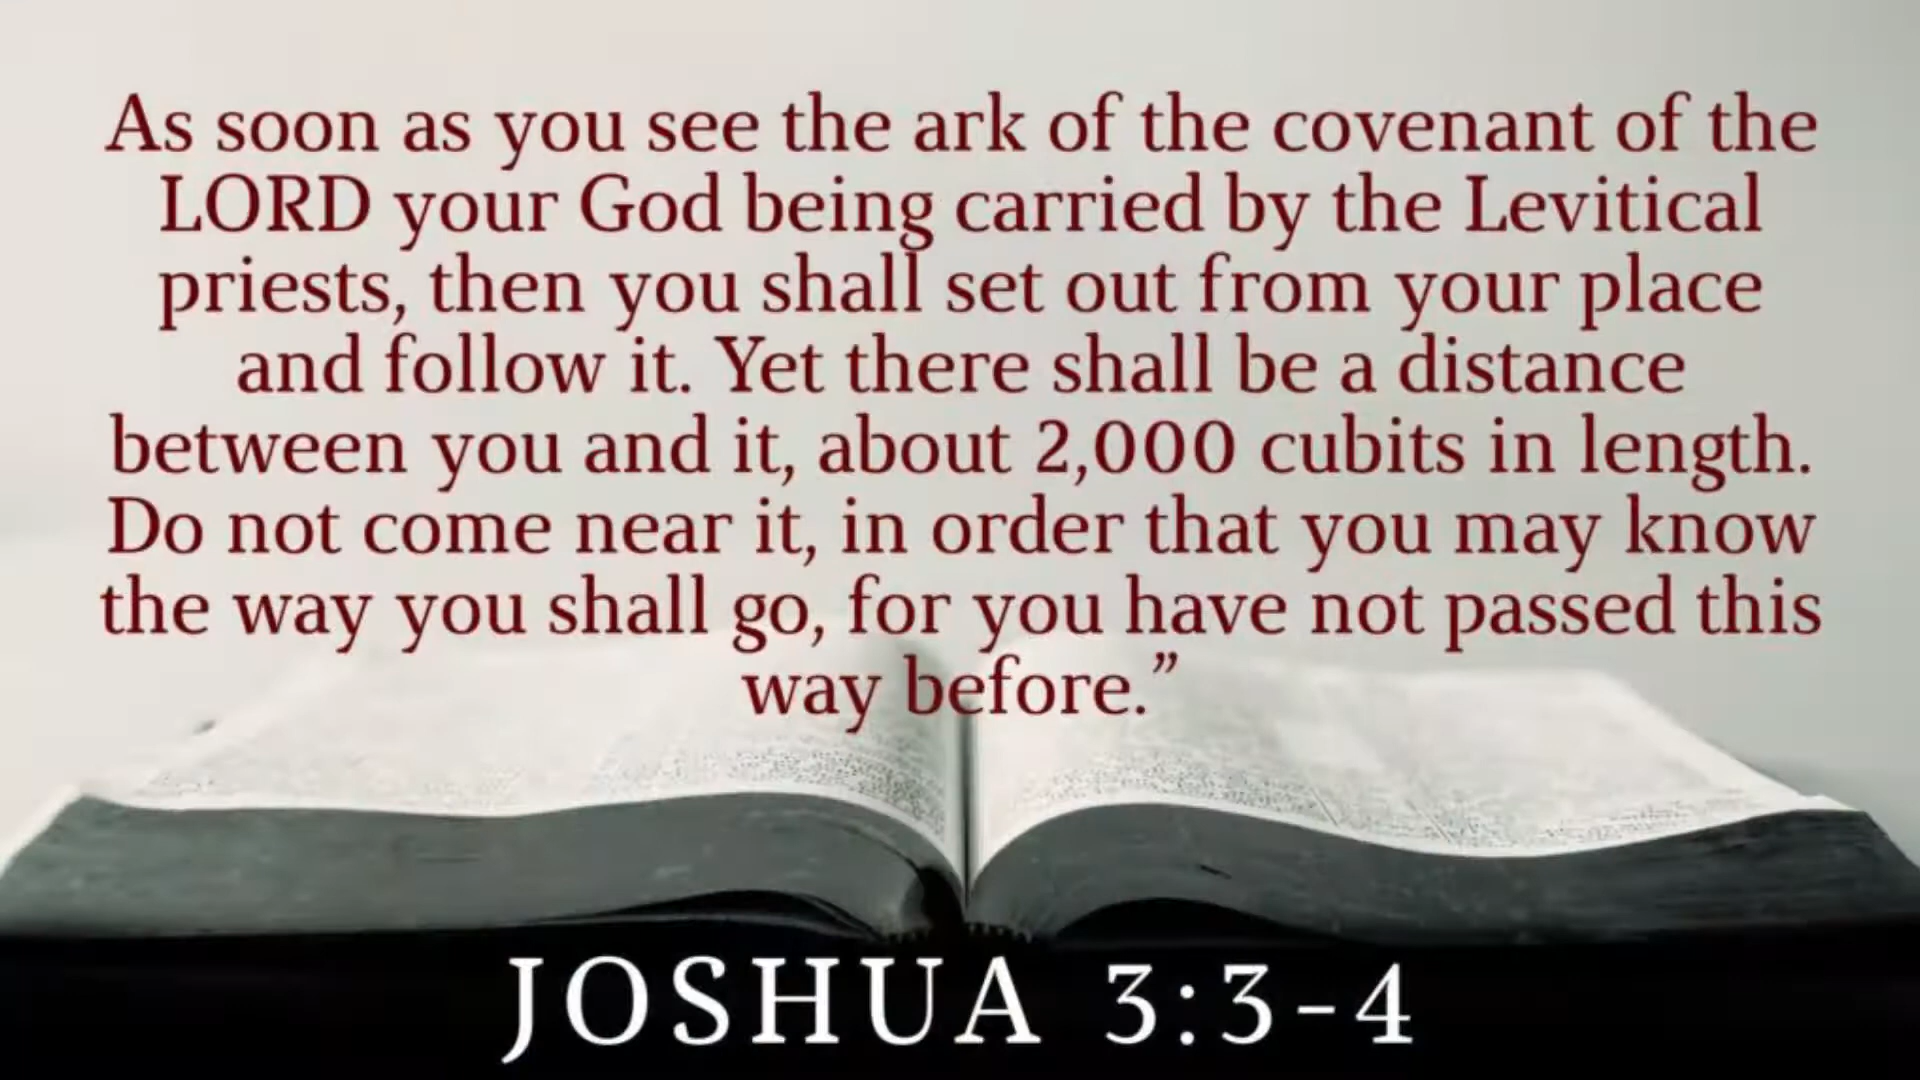 As soon as you see the ark of the covenant of the
LORD your God being carried by the Levitical
priests, then you shall set out from your place
and follow it. Yet there shall be a distance
between you and it, about 2,000 cubits in length.
Do not come near it, in order that you may know
the way you shall go, for you have not passed this
way before.”
JOSHUA 3:3-4